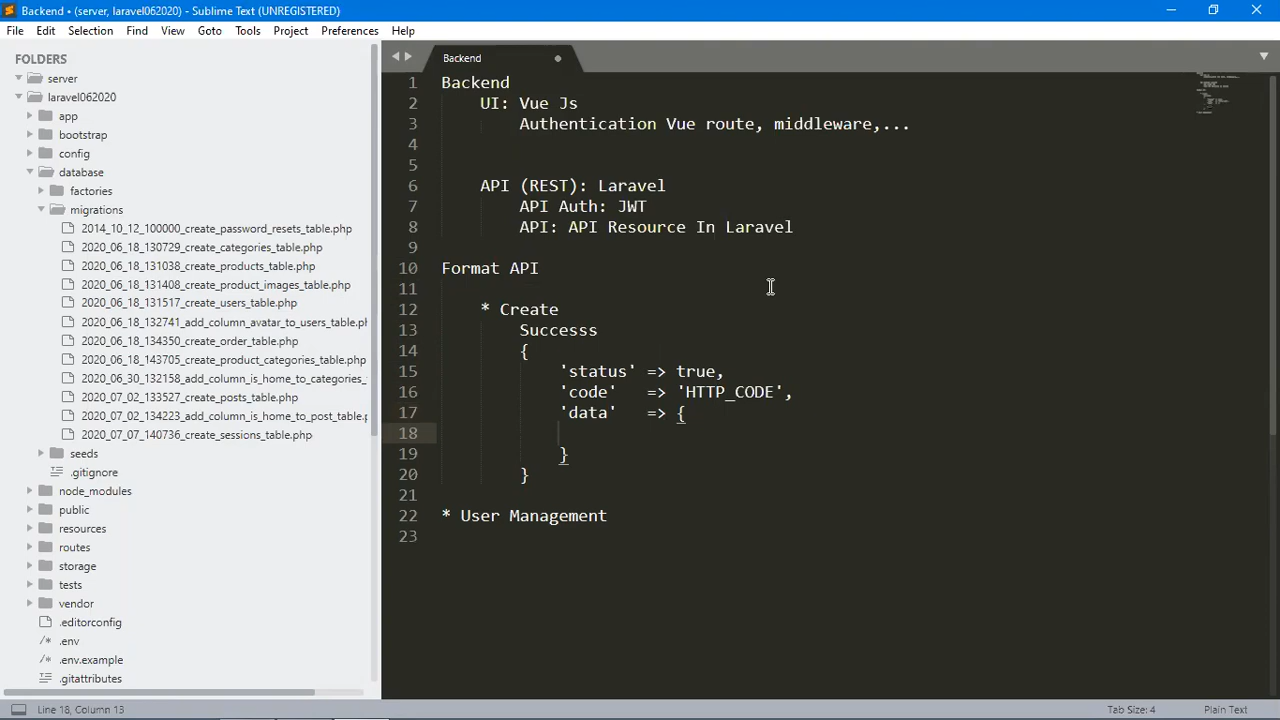 Backend • (server, laravel062020) - Sublime Text (UNREGISTERED)
File Edit Selection Find View Goto Tools Project Preferences Help
FOLDERS
server
laravel062020
app
bootstrap
config
database
factories
migrations
2014_10_12_100000_create_password_resets_table.php
2020_06_18_130729_create_categories_table.php
2020_06_18_131038_create_products_table.php
2020_06_18_131408_create_product_images_table.php
2020_06_18_131517_create_users_table.php
2020_06_18_132741_add_column_avatar_to_users_table.ph
2020_06_18_134350_create_order_table.php
2020_06_18_143705_create_product_categories_table.php
2020_06_30_132158_add_column_is_home_to_categories_
2020_07_02_133527_create_posts_table.php
2020_07_02_134223_add_column_is_home_to_post_table.p
2020_07_07_140736_create_sessions_table.php
seeds
.gitignore
node_modules
public
resources
routes
storage
tests
vendor
.editorconfig
.env
.env.example
.gitattributes
Backend
1 Backend
2 UI: Vue Js
3 Authentication Vue route, middleware,...
4
5
6 API (REST): Laravel
7 API Auth: JWT
8 API: API Resource In Laravel
9
10 Format API
11
12 * Create
13 Successs
14 {
15 'status' => true,
16 'code' => 'HTTP_CODE',
17 'data' => {
18
19 }
20 }
21
22 * User Management
23
Line 18, Column 13 Tab Size: 4 Plain Text